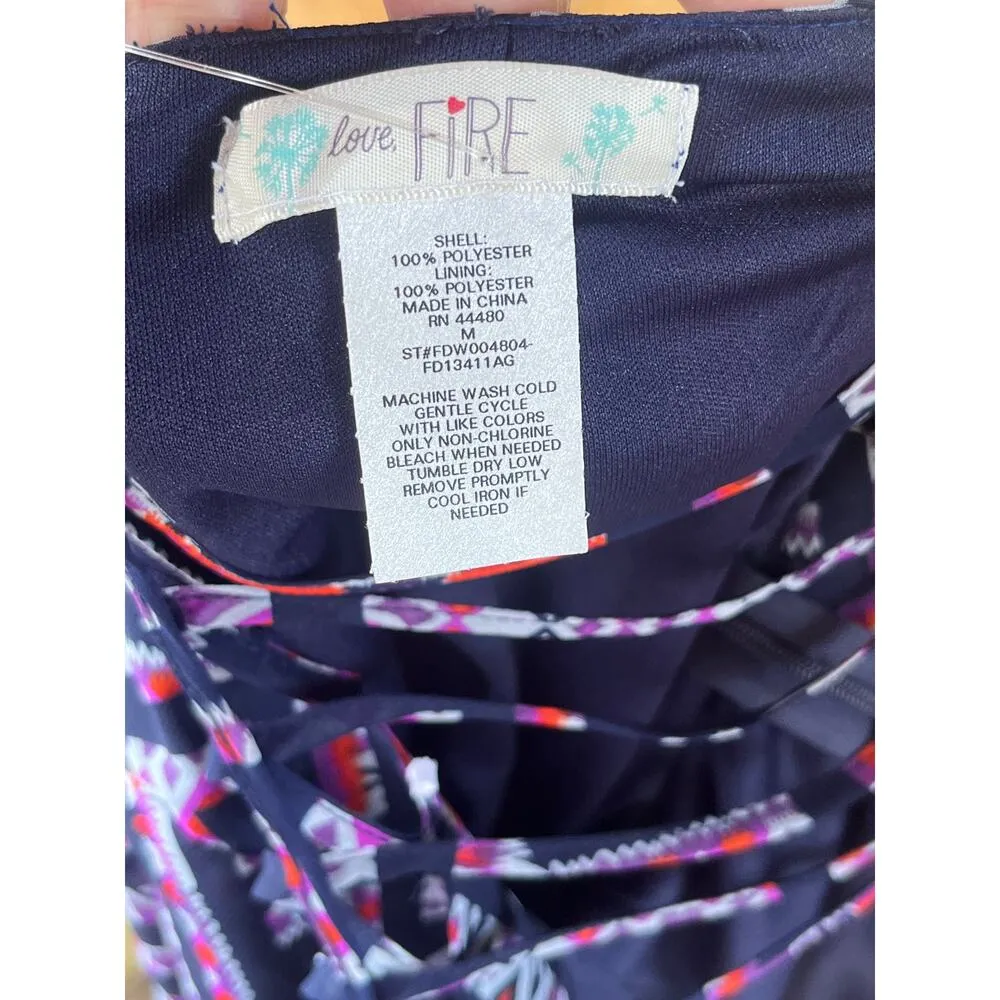 love, FiRE
SHELL:
100% POLYESTER
LINING:
100% POLYESTER
MADE IN CHINA
RN 44480
M
ST#FDW004804-
FD13411AG
MACHINE WASH COLD
GENTLE CYCLE
WITH LIKE COLORS
ONLY NON-CHLORINE
BLEACH WHEN NEEDED
TUMBLE DRY LOW
REMOVE PROMPTLY
COOL IRON IF
NEEDED